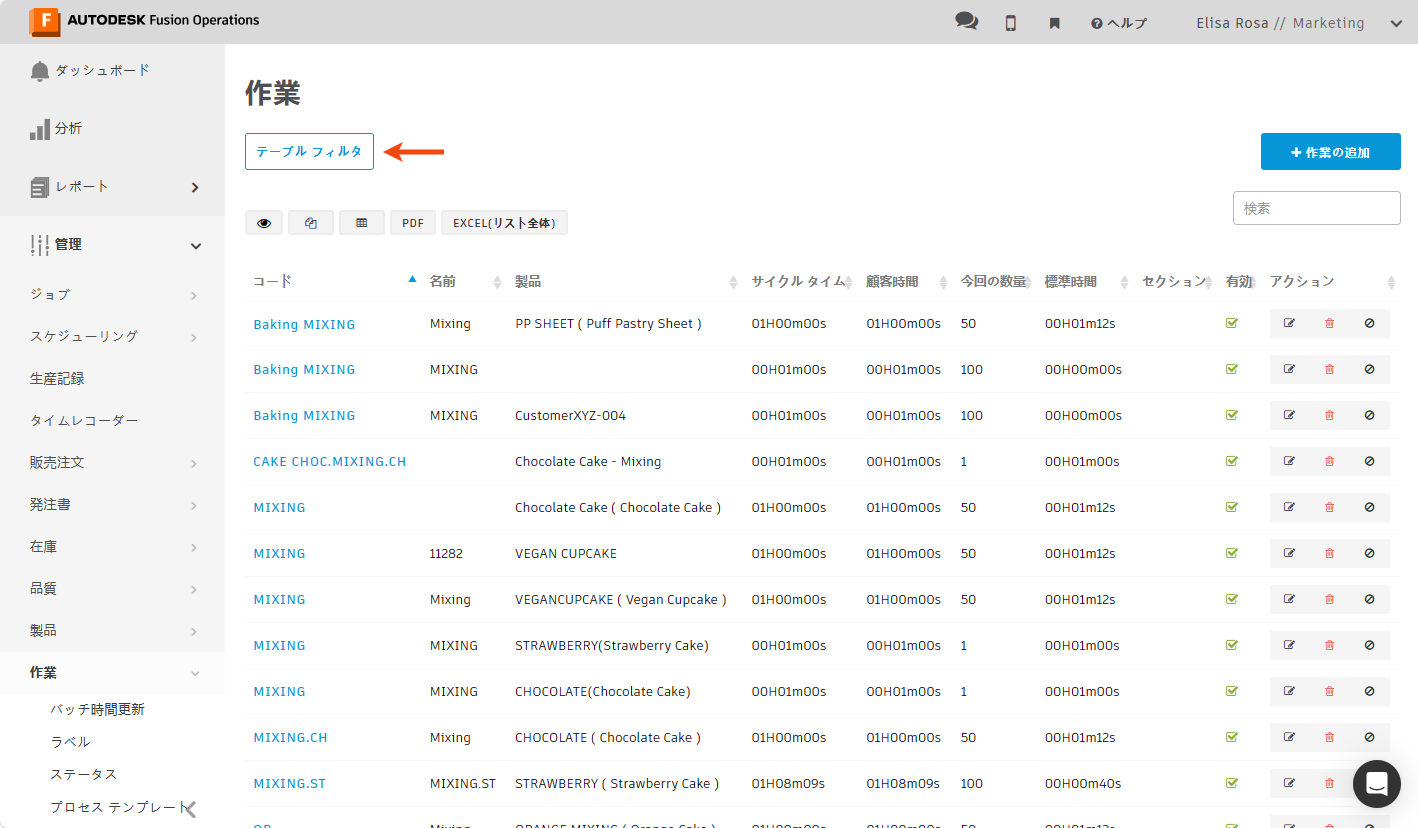 AUTODESK Fusion Operations
ヘルプ
Elisa Rosa // Marketing
ダッシュボード
分析
レポート
管理
ジョブ
スケジューリング
生産記録
タイムレコーダー
販売注文
発注書
在庫
品質
製品
作業
バッチ時間更新
ラベル
ステータス
プロセス テンプレート
作業
テーブル フィルタ
作業の追加
検索
PDF EXCEL(リスト全体)
コード 名前 製品 サイクル タイム 顧客時間 今回の数量 標準時間 セクション 有効 アクション
Baking MIXING Mixing PP SHEET ( Puff Pastry Sheet ) 01H00m00s 01H00m00s 50 00H01m12s
Baking MIXING MIXING 00H01m00s 00H01m00s 100 00H00m00s
Baking MIXING MIXING CustomerXYZ-004 00H01m00s 00H01m00s 100 00H00m00s
CAKE CHOC.MIXING.CH Chocolate Cake - Mixing 00H01m00s 00H01m00s 1 00H01m00s
MIXING Chocolate Cake ( Chocolate Cake ) 01H00m00s 01H00m00s 50 00H01m12s
MIXING 11282 VEGAN CUPCAKE 01H00m00s 01H00m00s 50 00H01m12s
MIXING Mixing VEGANCUPCAKE ( Vegan Cupcake ) 01H00m00s 01H00m00s 50 00H01m12s
MIXING MIXING STRAWBERRY(Strawberry Cake) 00H01m00s 00H01m00s 1 00H01m00s
MIXING MIXING CHOCOLATE(Chocolate Cake) 00H01m00s 00H01m00s 1 00H01m00s
MIXING.CH Mixing CHOCOLATE ( Chocolate Cake ) 01H00m00s 01H00m00s 50 00H01m12s
MIXING.ST MIXING.ST STRAWBERRY ( Strawberry Cake ) 01H08m09s 01H08m09s 100 00H00m40s